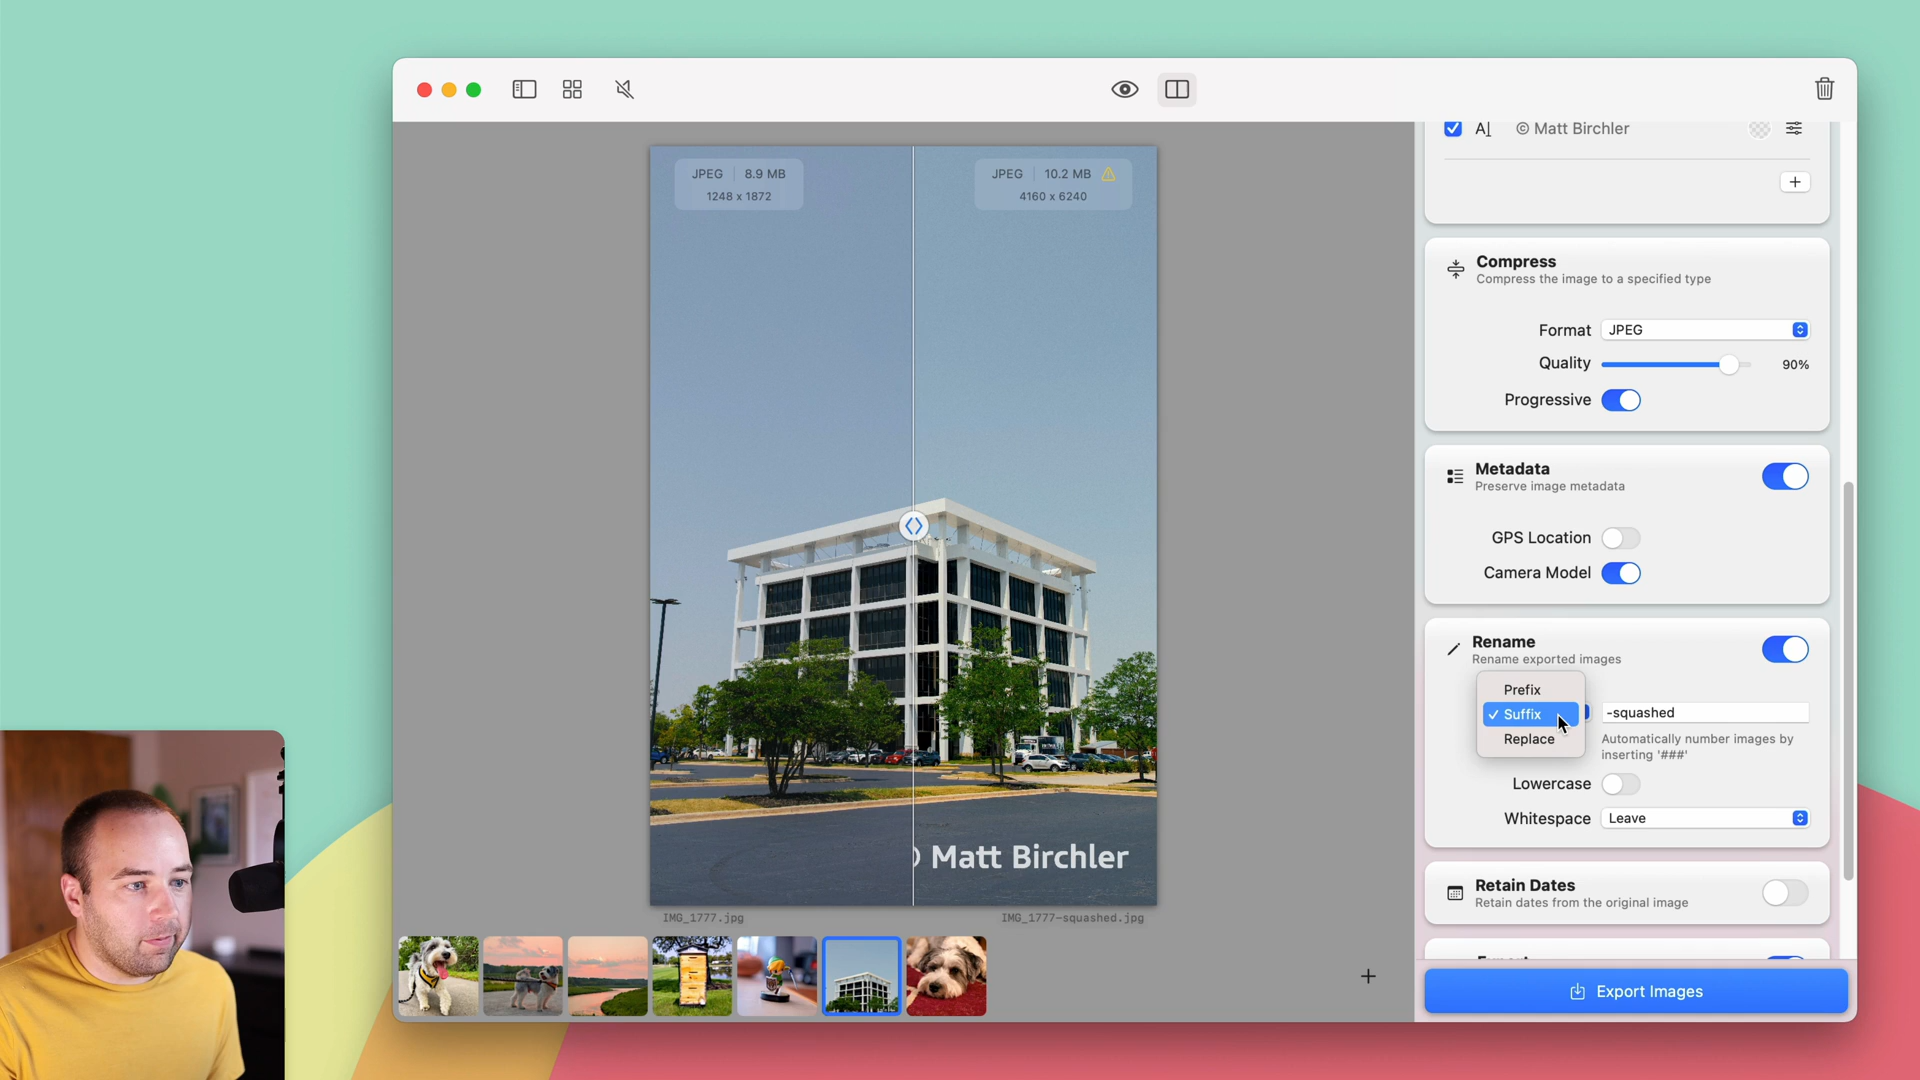 © Matt Birchler
JPEG 8.9 MB
1248 x 1872
JPEG 10.2 MB
4160 x 6240
Matt Birchler
IMG_1777.jpg
IMG_1777-squashed.jpg
Compress
Compress the image to a specified type
Format JPEG
Quality 90%
Progressive
Metadata
Preserve image metadata
GPS Location
Camera Model
Rename
Rename exported images
Prefix
✓ Suffix
Replace
-squashed
Automatically number images by
inserting '###'
Lowercase
Whitespace Leave
Retain Dates
Retain dates from the original image
Export Images